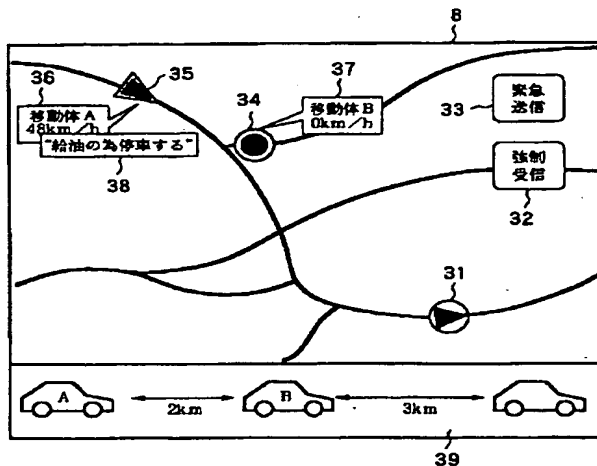 8
36
35
37
移動体A
48km/h
34
移動体B
0km/h
33
緊急
送信
"給油の為停車する"
38
強制
受信
32
31
A
2km
B
3km
39